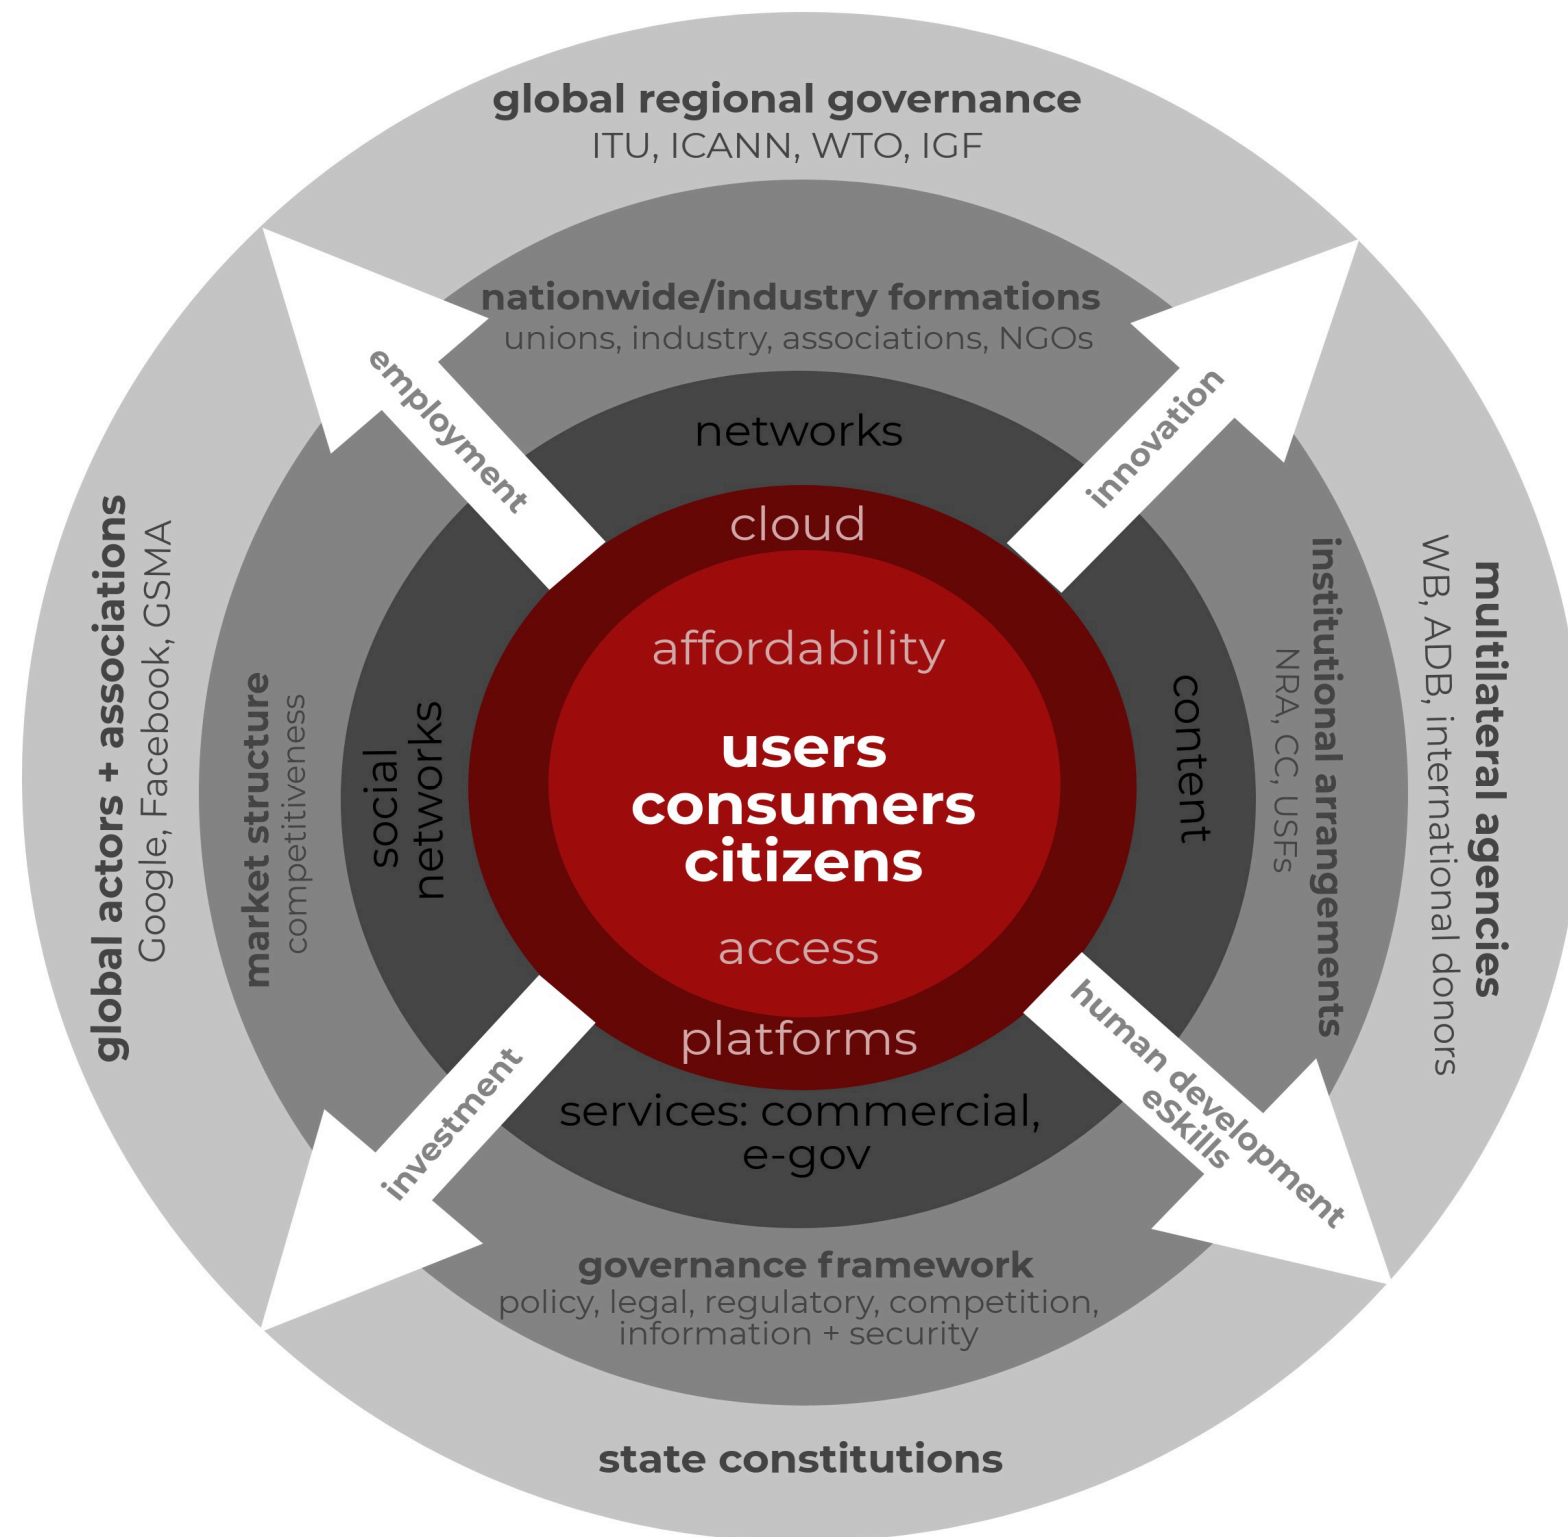 global regional governance
ITU, ICANN, WTO, IGF
nationwide/industry formations
unions, industry, associations, NGOs
employment
innovation
networks
cloud
affordability
global actors + associations
Google, Facebook, GSMA
market structure
competitiveness
social
networks
users
consumers
citizens
content
institutional arrangements
NRA, CC, USFs
multilateral agencies
WB, ADB, international donors
access
platforms
investment
human development
eSkills
services: commercial,
e-gov
governance framework
policy, legal, regulatory, competition,
information + security
state constitutions